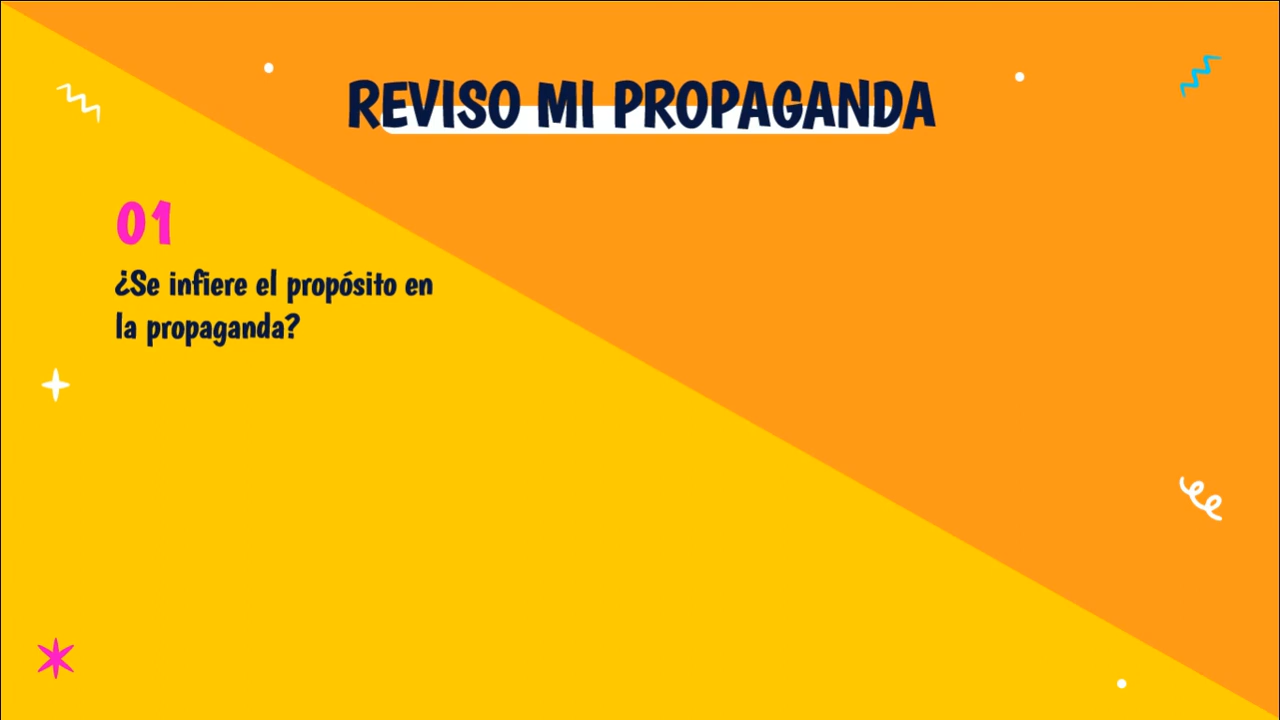 REVISO MI PROPAGANDA
01
¿Se infiere el propósito en
la propaganda?